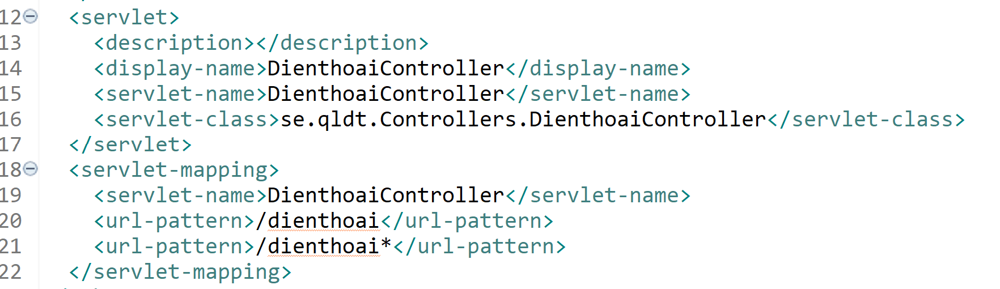 12 <servlet>
13 <description></description>
14 <display-name>DienthoaiController</display-name>
15 <servlet-name>DienthoaiController</servlet-name>
16 <servlet-class>se.qldt.Controllers.DienthoaiController</servlet-class>
17 </servlet>
18 <servlet-mapping>
19 <servlet-name>DienthoaiController</servlet-name>
20 <url-pattern>/dienthoai</url-pattern>
21 <url-pattern>/dienthoai*</url-pattern>
22 </servlet-mapping>